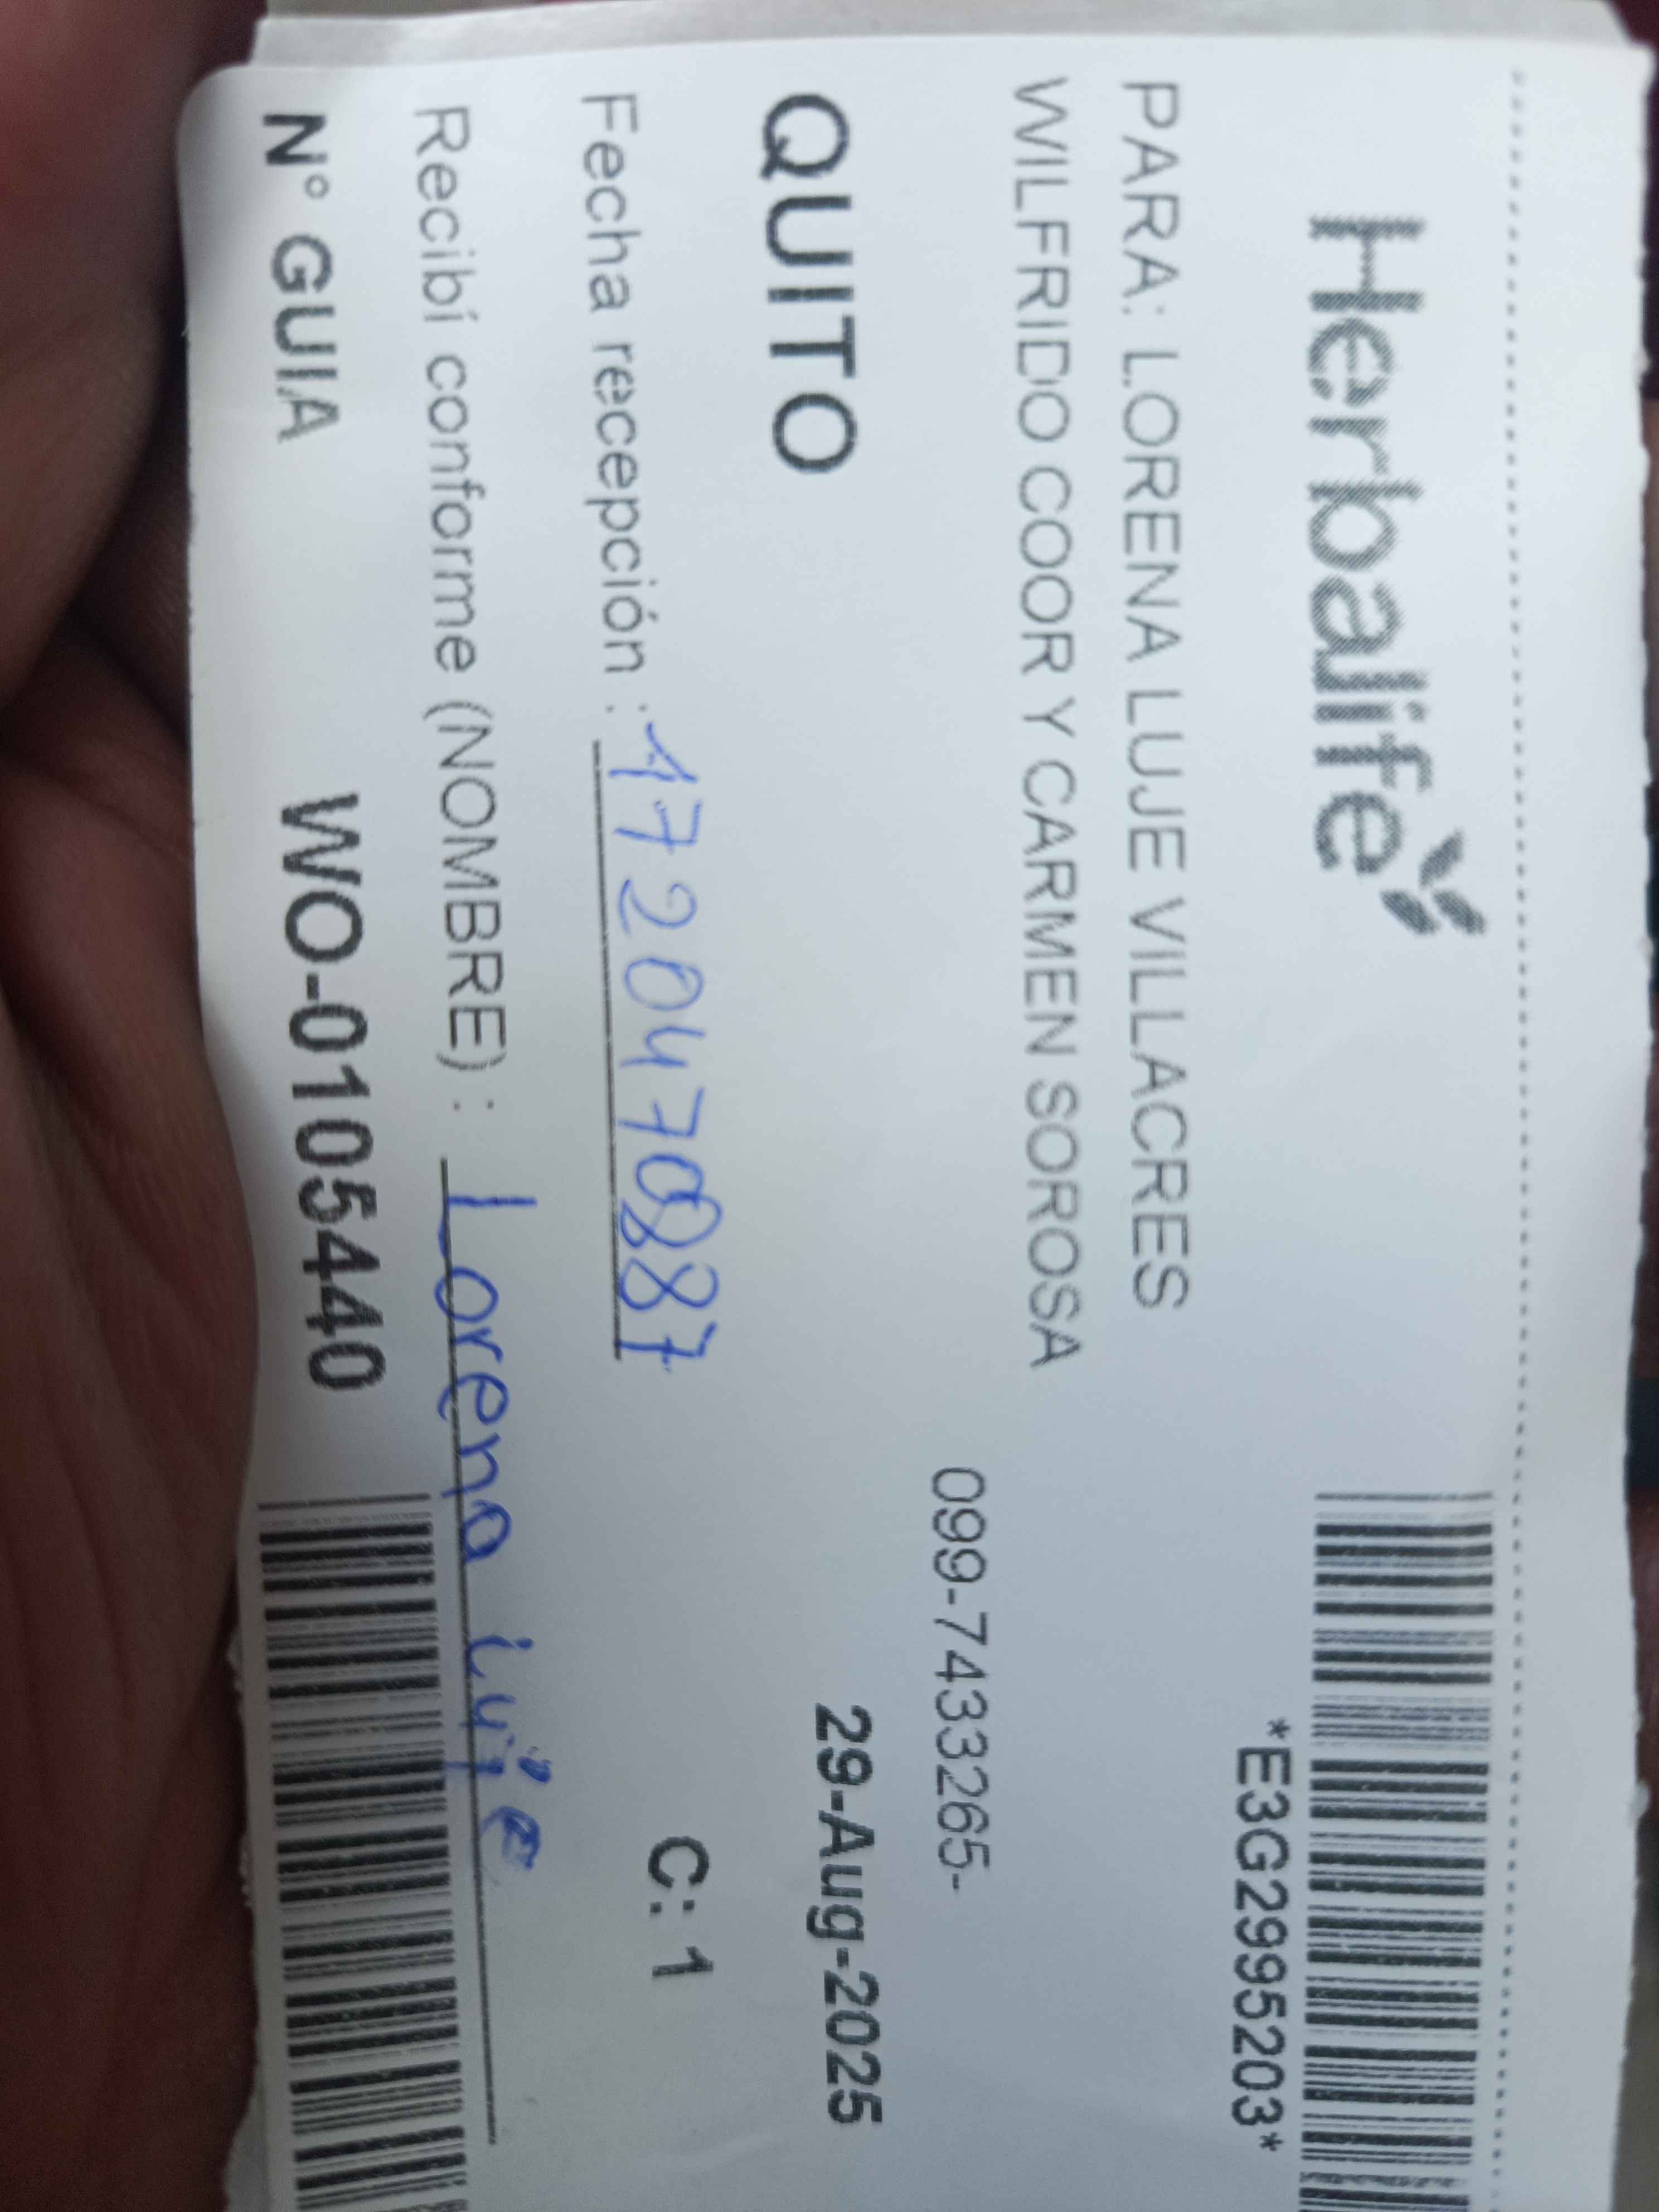 Herbalife
*E3G2995203*
PARA: LORENA LUJE VILLACRES
WILFRIDO COOR Y CARMEN SOROSA
099-7433265-
QUITO
29-Aug-2025
Fecha recepción : 1720470887
C: 1
Recibí conforme (NOMBRE) : Lorena Luje
N° GUIA WO-0105440